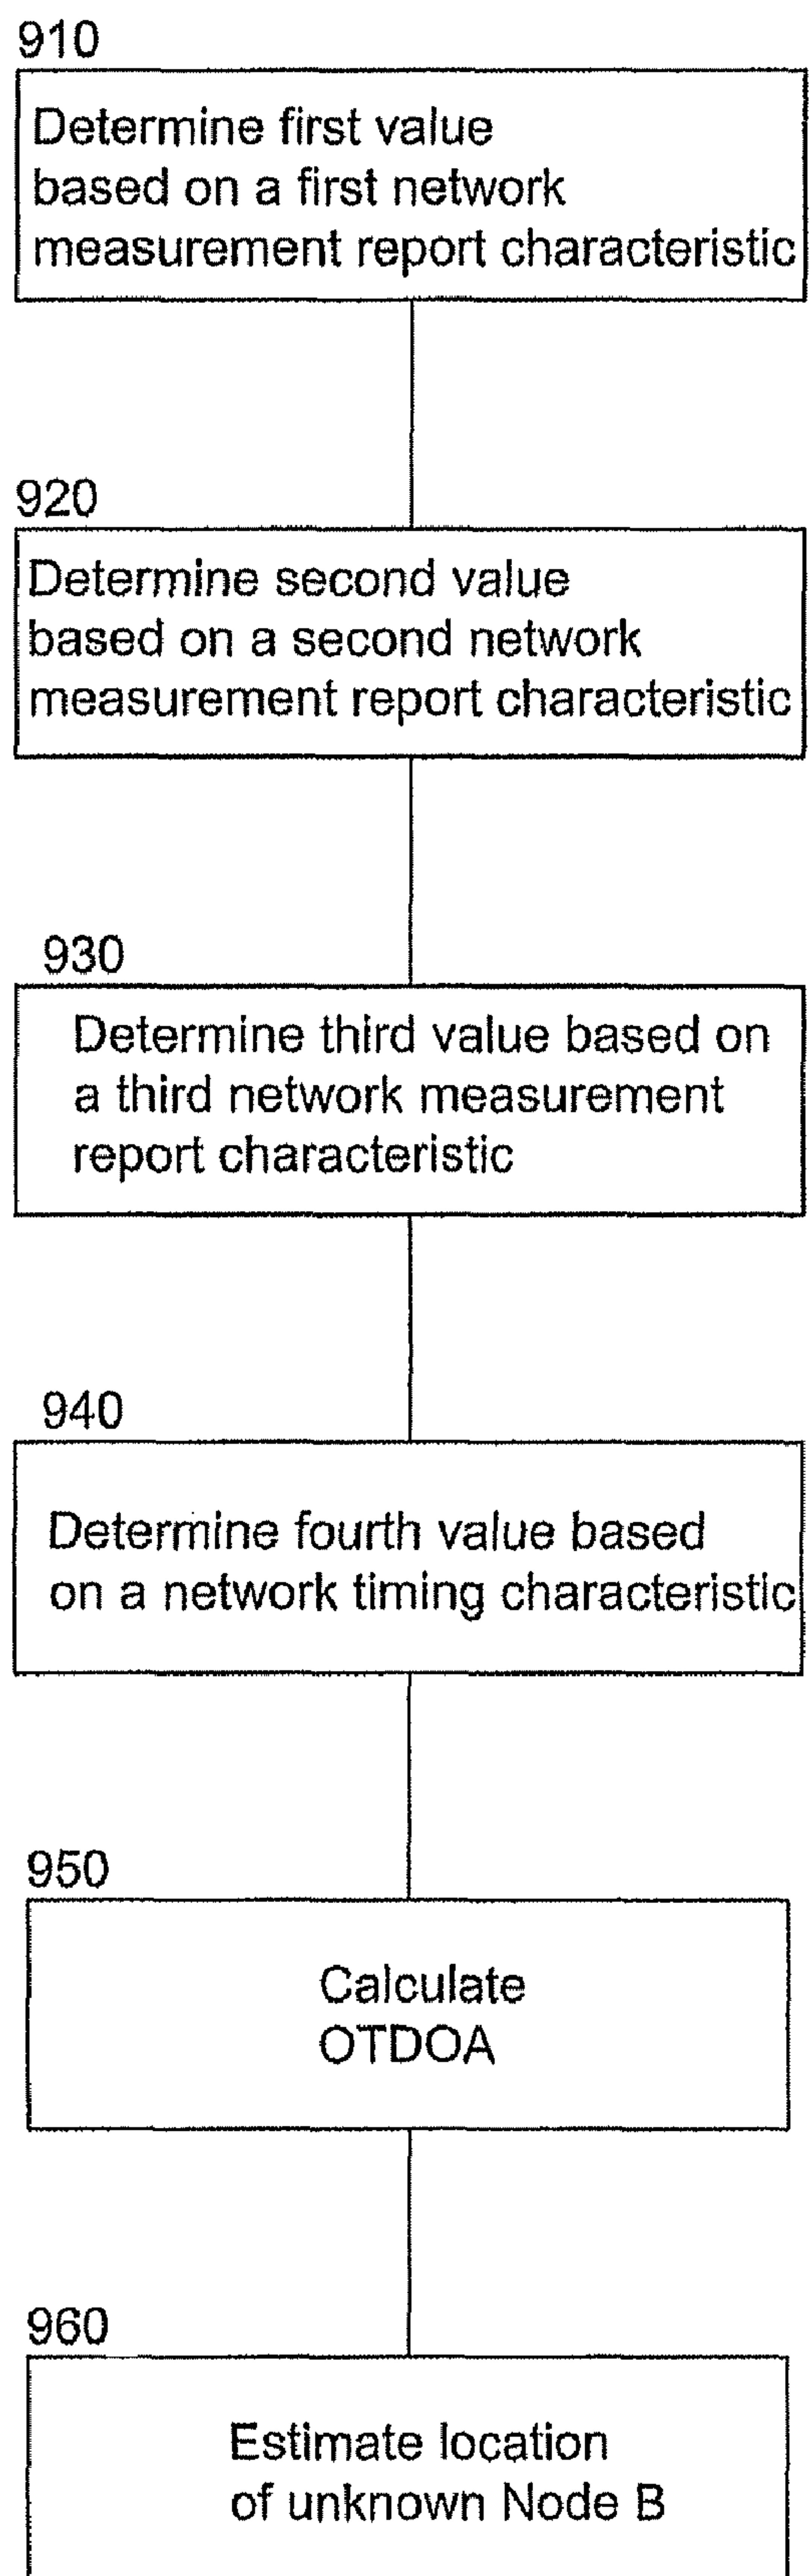 910
Determine first value
based on a first network
measurement report characteristic
920
Determine second value
based on a second network
measurement report characteristic
930
Determine third value based on
a third network measurement
report characteristic
940
Determine fourth value based
on a network timing characteristic
950
Calculate
OTDOA
960
Estimate location
of unknown Node B